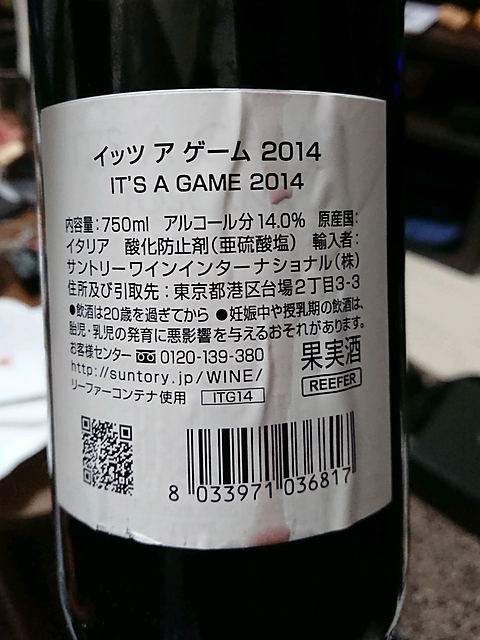 イッツ ア ゲーム 2014
IT'S A GAME 2014
内容量:750ml アルコール分14.0% 原産国:
イタリア 酸化防止剤(亜硫酸塩) 輸入者:
サントリーワインインターナショナル(株)
住所及び引取先:東京都港区台場2丁目3-3
●飲酒は20歳を過ぎてから ●妊娠中や授乳期の飲酒は、
胎児・乳児の発育に悪影響を与えるおそれがあります。
お客様センター 0120-139-380
http://suntory.jp/WINE/
リーファーコンテナ使用 ITG14
果実酒
REEFER
8 033971 036817